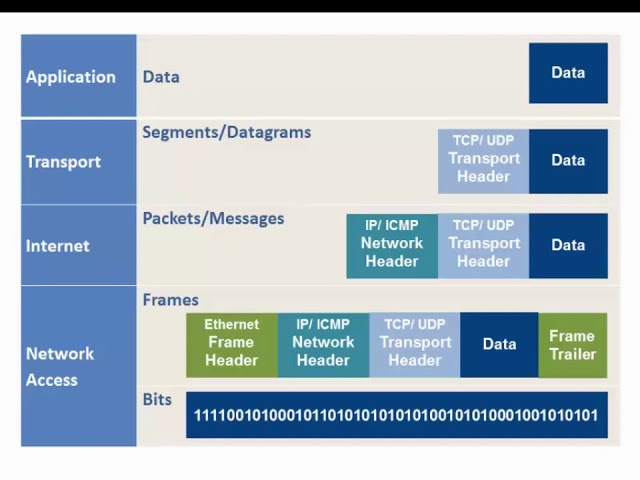 Application
Data
Data
Transport
Segments/Datagrams
TCP/ UDP
Transport
Header
Data
Internet
Packets/Messages
IP/ ICMP
Network
Header
TCP/ UDP
Transport
Header
Data
Network
Access
Frames
Ethernet
Frame
Header
IP/ ICMP
Network
Header
TCP/ UDP
Transport
Header
Data
Frame
Trailer
Bits
111100101000101101010101010100101010001001010101